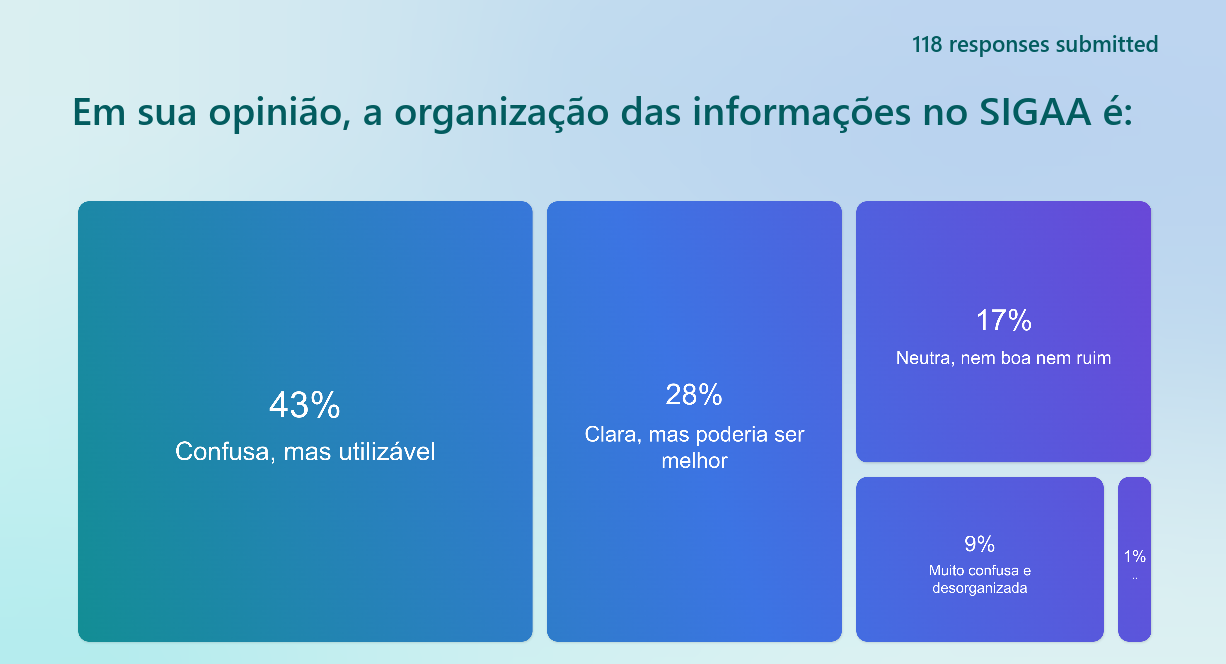 118 responses submitted
Em sua opinião, a organização das informações no SIGAA é:
43%
Confusa, mas utilizável
28%
Clara, mas poderia ser
melhor
17%
Neutra, nem boa nem ruim
9%
Muito confusa e
desorganizada
1%
..